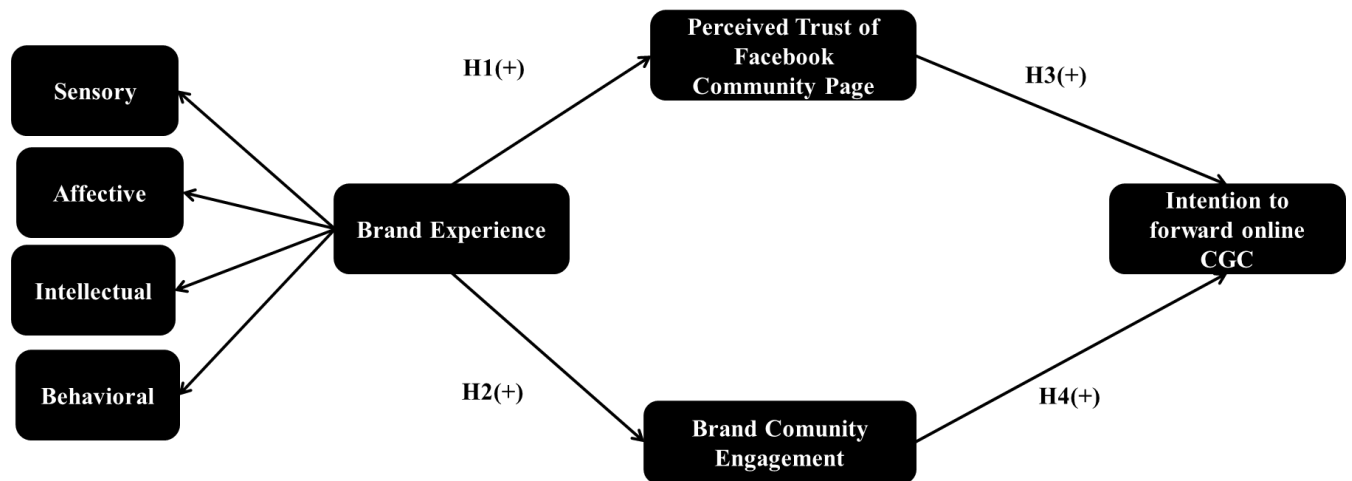 Sensory
Affective
Intellectual
Behavioral
Brand Experience
H1(+)
H2(+)
Perceived Trust of
Facebook
Community Page
Brand Comunity
Engagement
H3(+)
H4(+)
Intention to
forward online
CGC